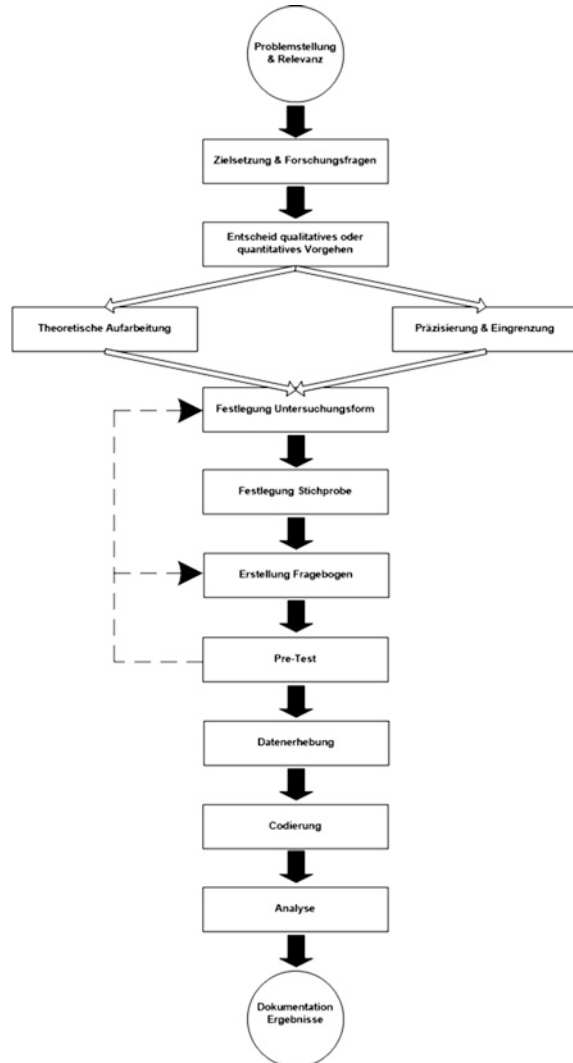 Problemstellung
& Relevanz
Zielsetzung & Forschungsfragen
Entscheid qualitatives oder
quantitatives Vorgehen
Theoretische Aufarbeitung
Präzisierung & Eingrenzung
Festlegung Untersuchungsform
Festlegung Stichprobe
Erstellung Fragebogen
Pre-Test
Datenerhebung
Codierung
Analyse
Dokumentation
Ergebnisse